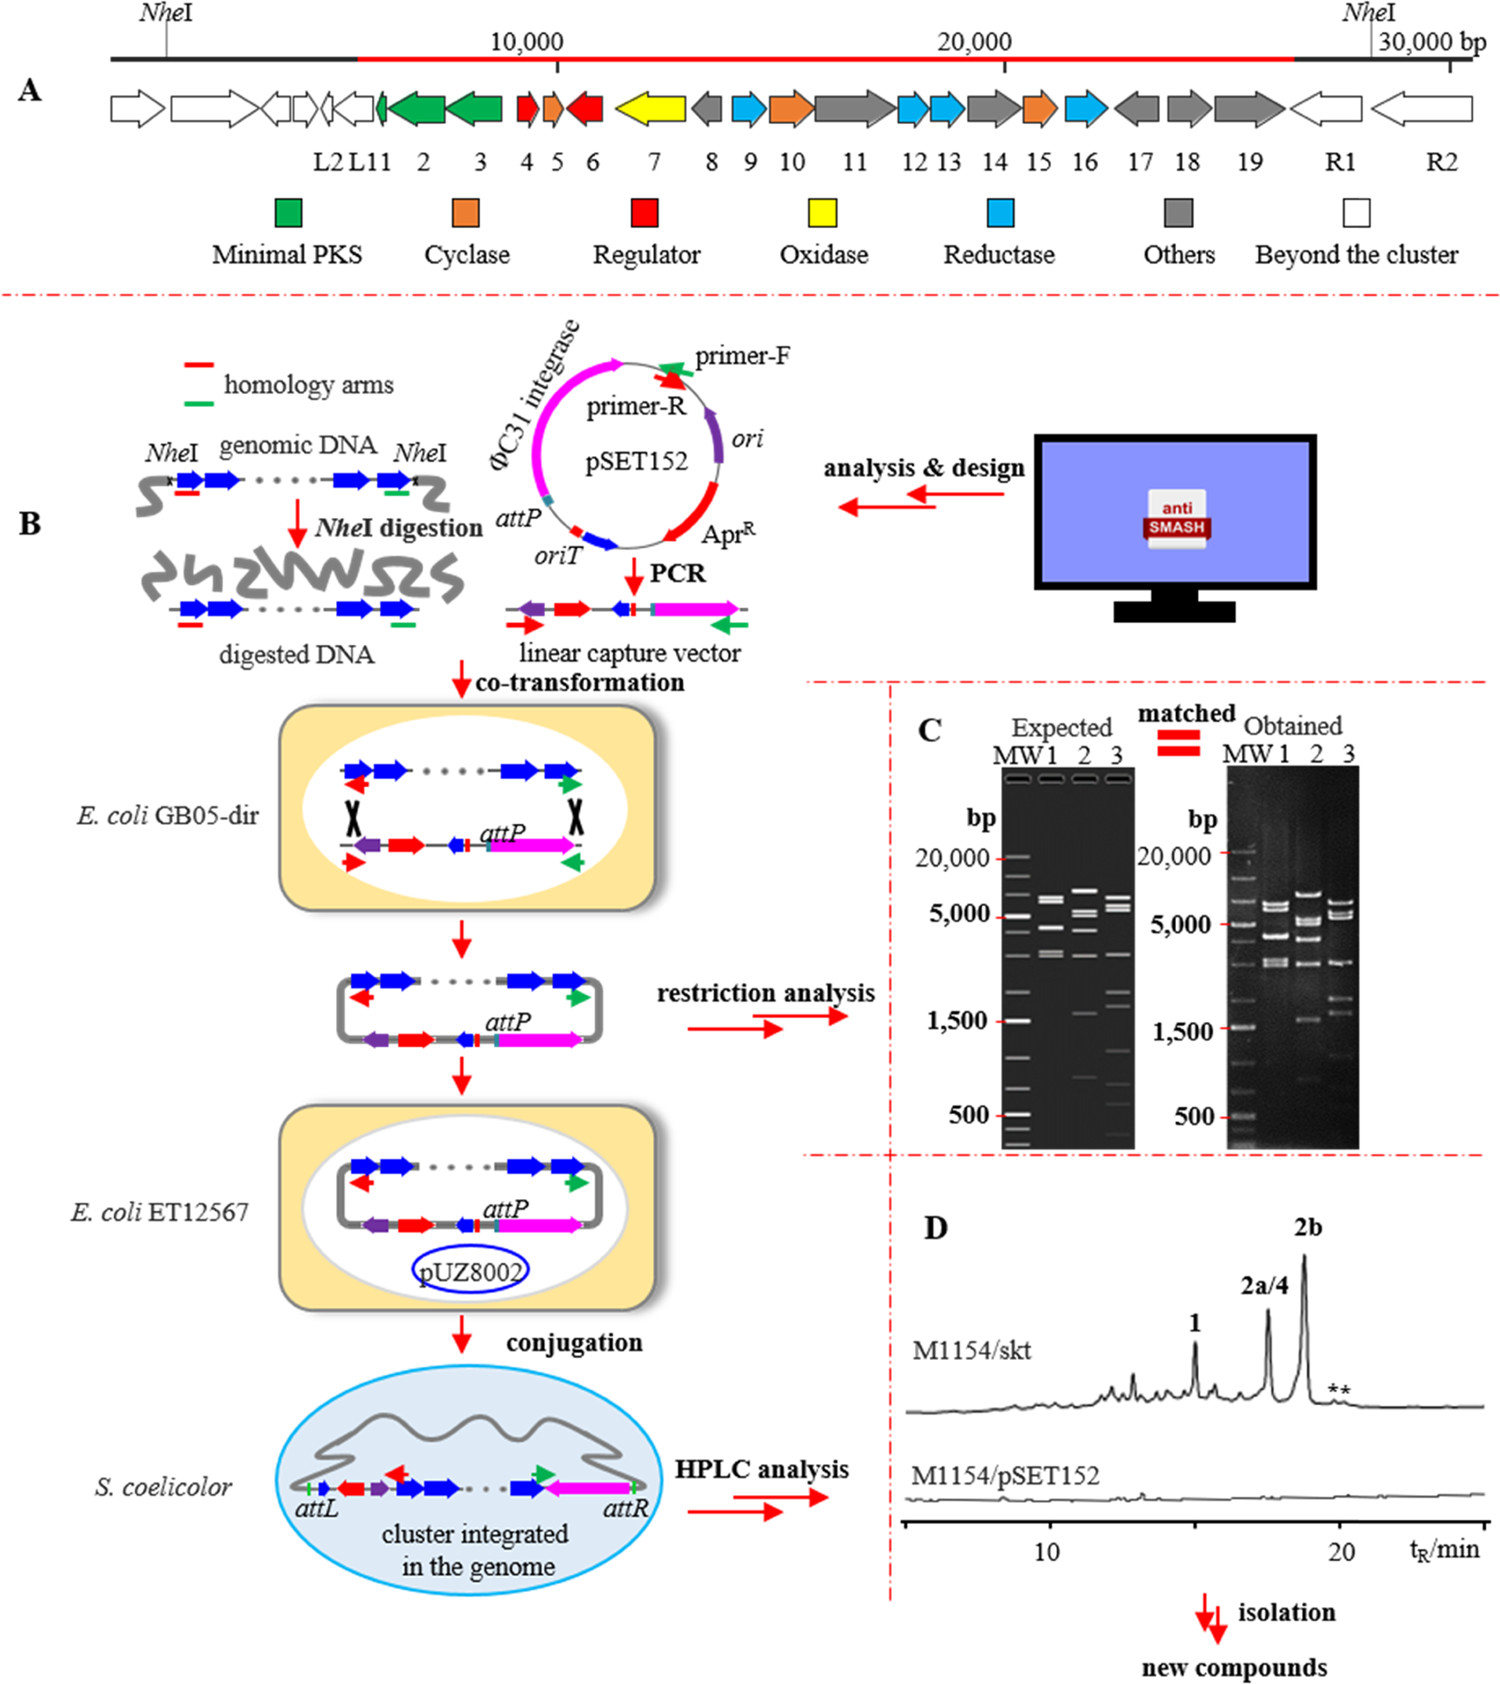 NheI NheI
10,000 20,000 30,000 bp
A
L2 L1 1 2 3 4 5 6 7 8 9 10 11 12 13 14 15 16 17 18 19 R1 R2
Minimal PKS Cyclase Regulator Oxidase Reductase Others Beyond the cluster
B
homology arms
NheI genomic DNA NheI
NheI digestion
digested DNA
ΦC31 integrase
primer-F
primer-R
pSET152
ori
attP
oriT
AprR
PCR
linear capture vector
analysis & design
anti
SMASH
co-transformation
E. coli GB05-dir
attP
attP
restriction analysis
E. coli ET12567
attP
pUZ8002
conjugation
S. coelicolor
attL attR
cluster integrated
in the genome
HPLC analysis
C
Expected matched Obtained
MW 1 2 3 MW 1 2 3
bp bp
20,000 20,000
5,000 5,000
1,500 1,500
500 500
D
2b
2a/4
1
M1154/skt
**
M1154/pSET152
10 20 tR/min
isolation
new compounds